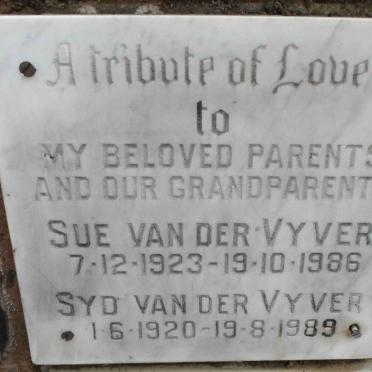 A tribute of Love
to
MY BELOVED PARENTS
AND OUR GRANDPARENT
SUE VAN DER VYVER
7·12·1923-19·10·1986
SYD VAN DER VYVER
1·6·1920-19·8·1989